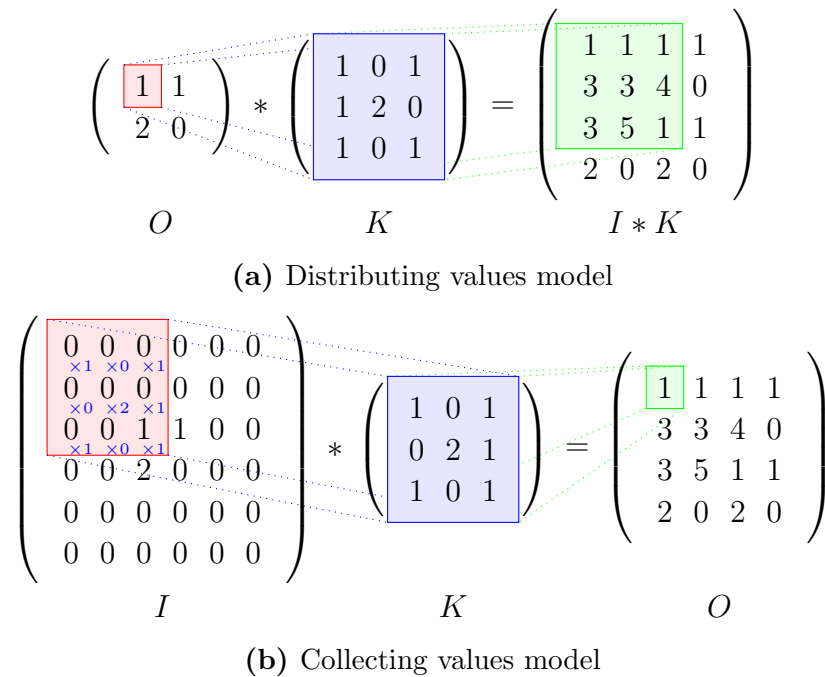 1 1 1 0 1 1 1 1 1
1 2 0 * 1 2 0 = 3 3 4 0
2 0 1 0 1 3 5 1 1
2 0 2 0
O K I ∗ K
(a) Distributing values model
0 0 0 0 0 0
×1 ×0 ×1
0 0 0 0 0 0 1 0 1 1 1 1 1
×0 ×2 ×1
0 0 1 1 0 0 ∗ 0 2 1 = 3 3 4 0
×1 ×0 ×1
0 0 2 0 0 0 1 0 1 3 5 1 1
0 0 0 0 0 0 2 0 2 0
0 0 0 0 0 0
I K O
(b) Collecting values model